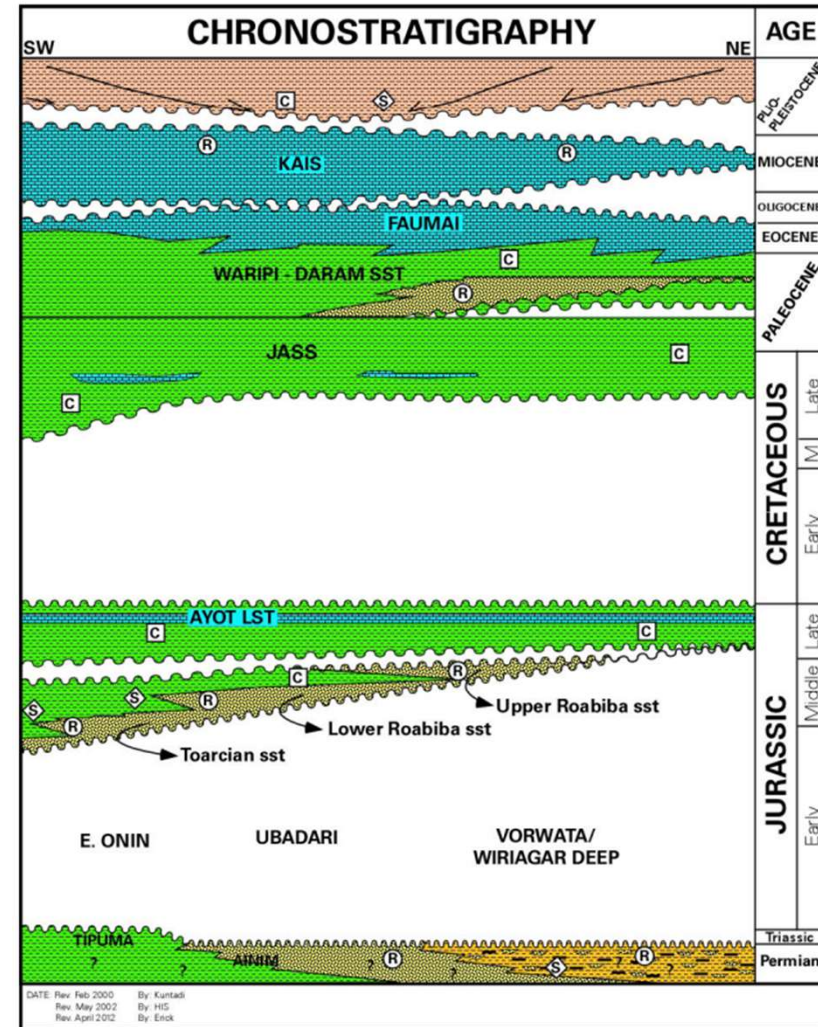 CHRONOSTRATIGRAPHY
AGE
SW
NE
PLIO-
PLEISTOCENE
C
S
R
R
KAIS
MIOCENE
OLIGOCENE
FAUMAI
EOCENE
WARIPI - DARAM SST
C
R
PALEOCENE
JASS
C
C
CRETACEOUS
Late
M
Early
AYOT LST
C
C
Late
C
R
S
S
R
R
Upper Roabiba sst
Lower Roabiba sst
Toarcian sst
JURASSIC
Middle
Early
E. ONIN
UBADARI
VORWATA/
WIRIAGAR DEEP
TIPUMA
Triassic
AINIM
R
R
S
? ? ? ? ?
Permian
DATE: Rev. Feb 2000 By: Kuntadi
Rev. May 2002 By: HIS
Rev. April 2012 By: Erick